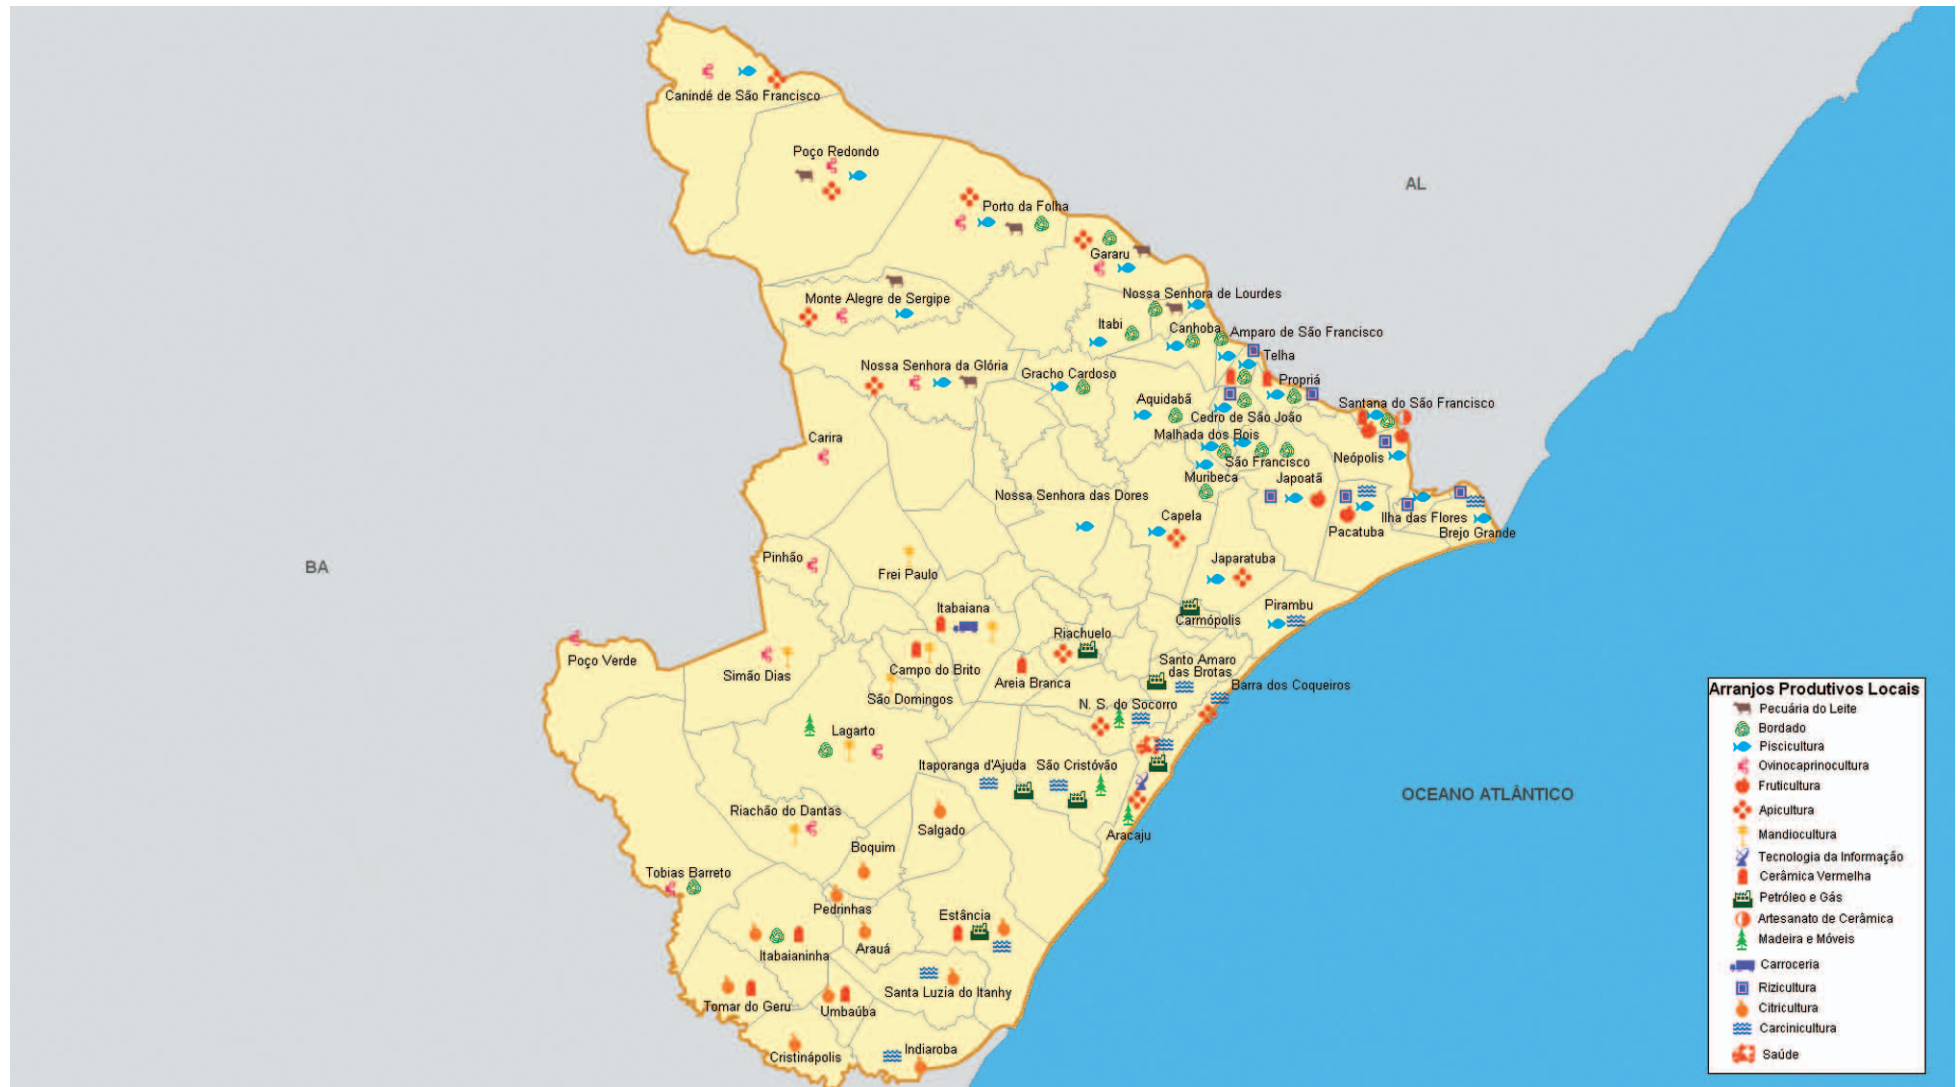 Canindé de São Francisco
Poço Redondo
AL
Porto da Folha
Gararu
Nossa Senhora de Lourdes
Monte Alegre de Sergipe
Itabi
Canhoba
Amparo de São Francisco
Telha
Nossa Senhora da Glória
Gracho Cardoso
Propriá
Aquidabã
Santana do São Francisco
Cedro de São João
Malhada dos Bois
Carira
São Francisco
Neópolis
Muribeca
Japoatã
Nossa Senhora das Dores
Capela
Ilha das Flores
Pacatuba
Brejo Grande
Pinhão
Japaratuba
BA
Frei Paulo
Itabaiana
Pirambu
Carmópolis
Riachuelo
Poço Verde
Santo Amaro
das Brotas
Simão Dias
Campo do Brito
Areia Branca
Barra dos Coqueiros
São Domingos
N. S. do Socorro
Lagarto
Itaporanga d'Ajuda
São Cristóvão
OCEANO ATLÂNTICO
Riachão do Dantas
Salgado
Aracaju
Boquim
Tobias Barreto
Pedrinhas
Estância
Arauá
Itabaianinha
Santa Luzia do Itanhy
Tomar do Geru
Umbaúba
Indiaroba
Cristinápolis
Arranjos Produtivos Locais
Pecuária do Leite
Bordado
Piscicultura
Ovinocaprinocultura
Fruticultura
Apicultura
Mandiocultura
Tecnologia da Informação
Cerâmica Vermelha
Petróleo e Gás
Artesanato de Cerâmica
Madeira e Móveis
Carroceria
Rizicultura
Citricultura
Carcinicultura
Saúde